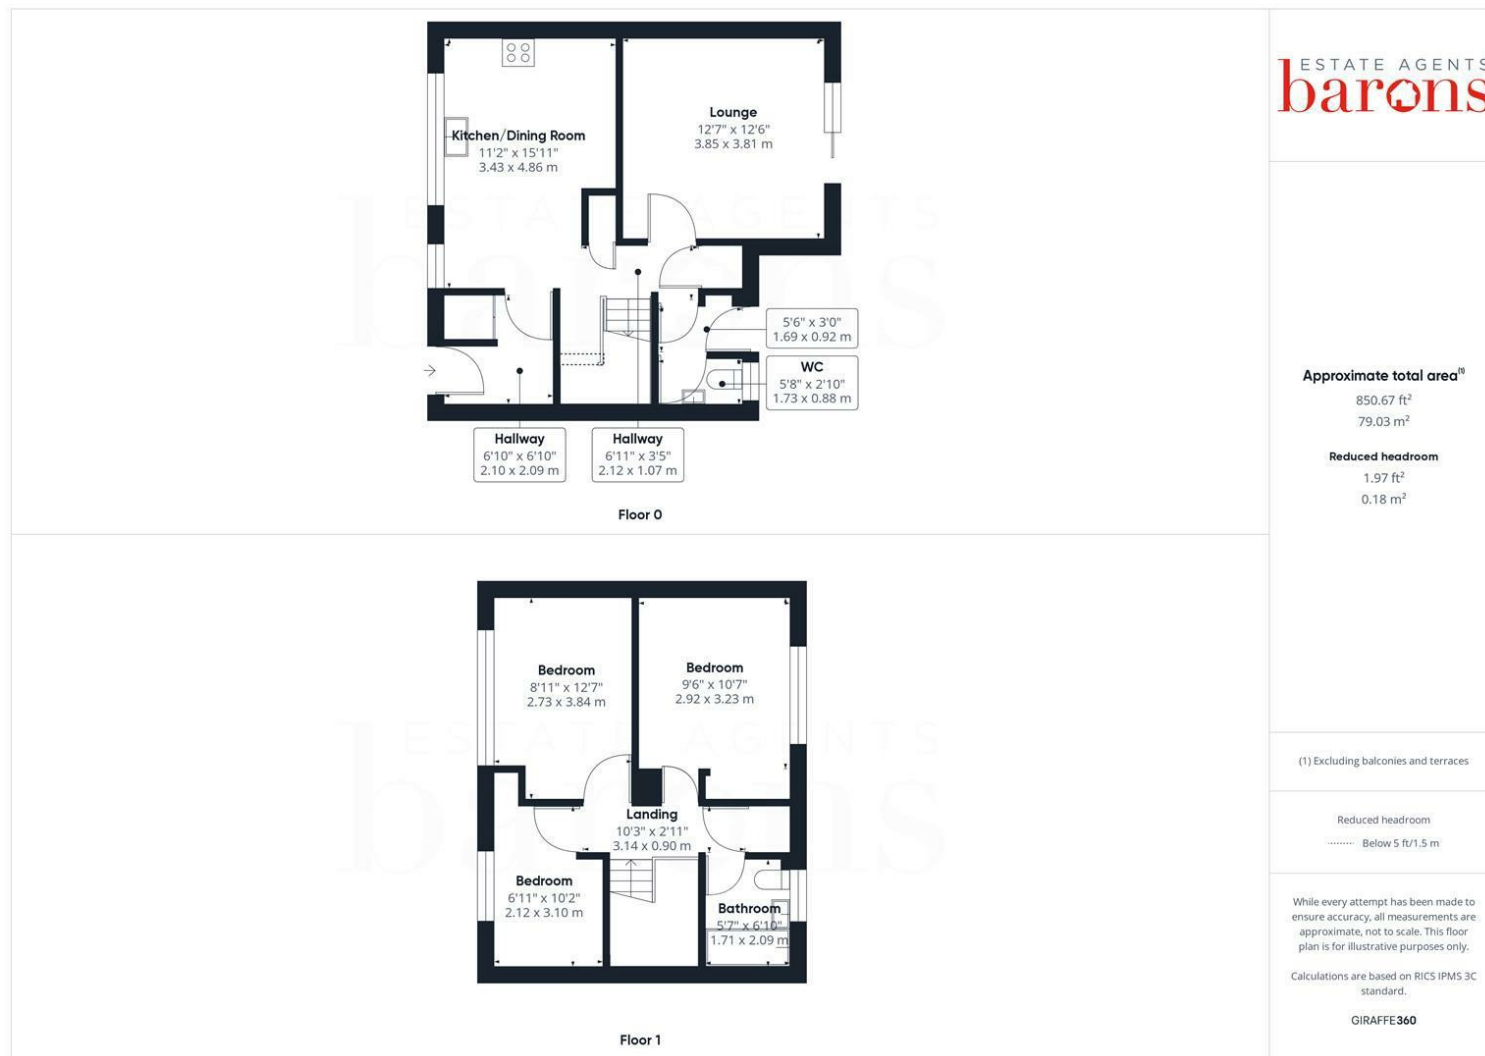 Kitchen/Dining Room
11'2" x 15'11"
3.43 x 4.86 m
Lounge
12'7" x 12'6"
3.85 x 3.81 m
5'6" x 3'0"
1.69 x 0.92 m
WC
5'8" x 2'10"
1.73 x 0.88 m
Hallway
6'10" x 6'10"
2.10 x 2.09 m
Hallway
6'11" x 3'5"
2.12 x 1.07 m
ESTATE AGENTS
barons
Floor 0
Bedroom
8'11" x 12'7"
2.73 x 3.84 m
Bedroom
9'6" x 10'7"
2.92 x 3.23 m
Landing
10'3" x 2'11"
3.14 x 0.90 m
Bedroom
6'11" x 10'2"
2.12 x 3.10 m
Bathroom
5'7" x 6'10"
1.71 x 2.09 m
ESTATE AGENTS
barons
Floor 1
ESTATE AGENTS
barons
Approximate total area(1)
850.67 ft²
79.03 m²
Reduced headroom
1.97 ft²
0.18 m²
(1) Excluding balconies and terraces
Reduced headroom
Below 5 ft/1.5 m
While every attempt has been made to
ensure accuracy, all measurements are
approximate, not to scale. This floor
plan is for illustrative purposes only.
Calculations are based on RICS IPMS 3C
standard.
GIRAFFE360